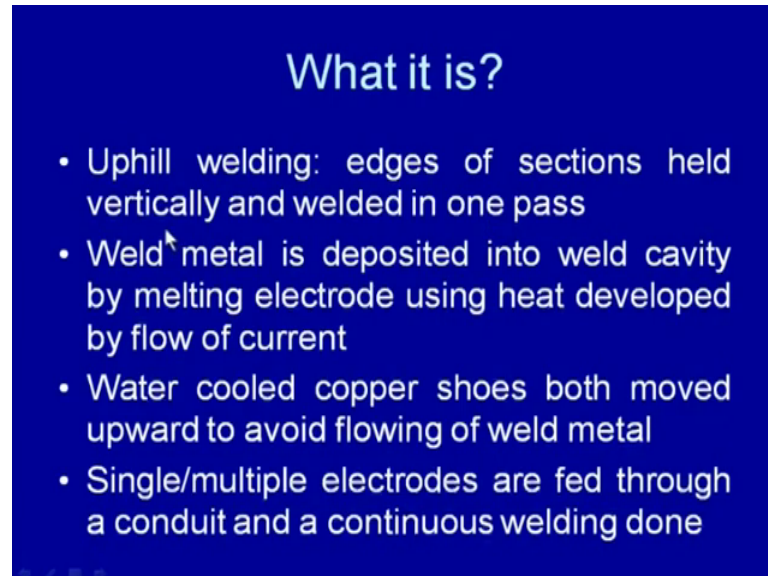 What it is?
• Uphill welding: edges of sections held
vertically and welded in one pass
• Weld metal is deposited into weld cavity
by melting electrode using heat developed
by flow of current
• Water cooled copper shoes both moved
upward to avoid flowing of weld metal
• Single/multiple electrodes are fed through
a conduit and a continuous welding done